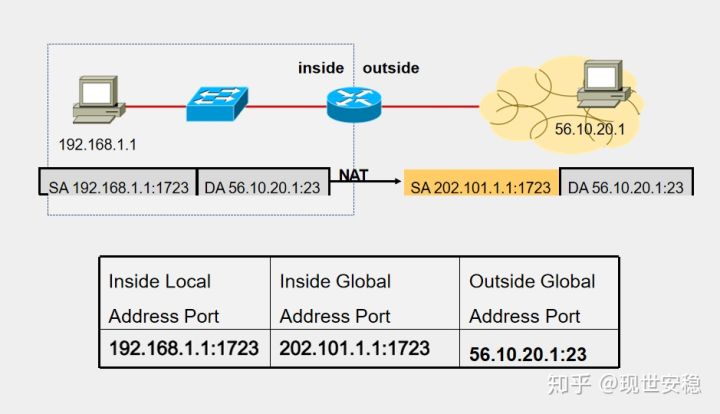 inside outside
192.168.1.1
56.10.20.1
SA 192.168.1.1:1723 DA 56.10.20.1:23 NAT SA 202.101.1.1:1723 DA 56.10.20.1:23
Inside Local Inside Global Outside Global
Address Port Address Port Address Port
192.168.1.1:1723 202.101.1.1:1723 56.10.20.1:23
知乎 @现世安稳